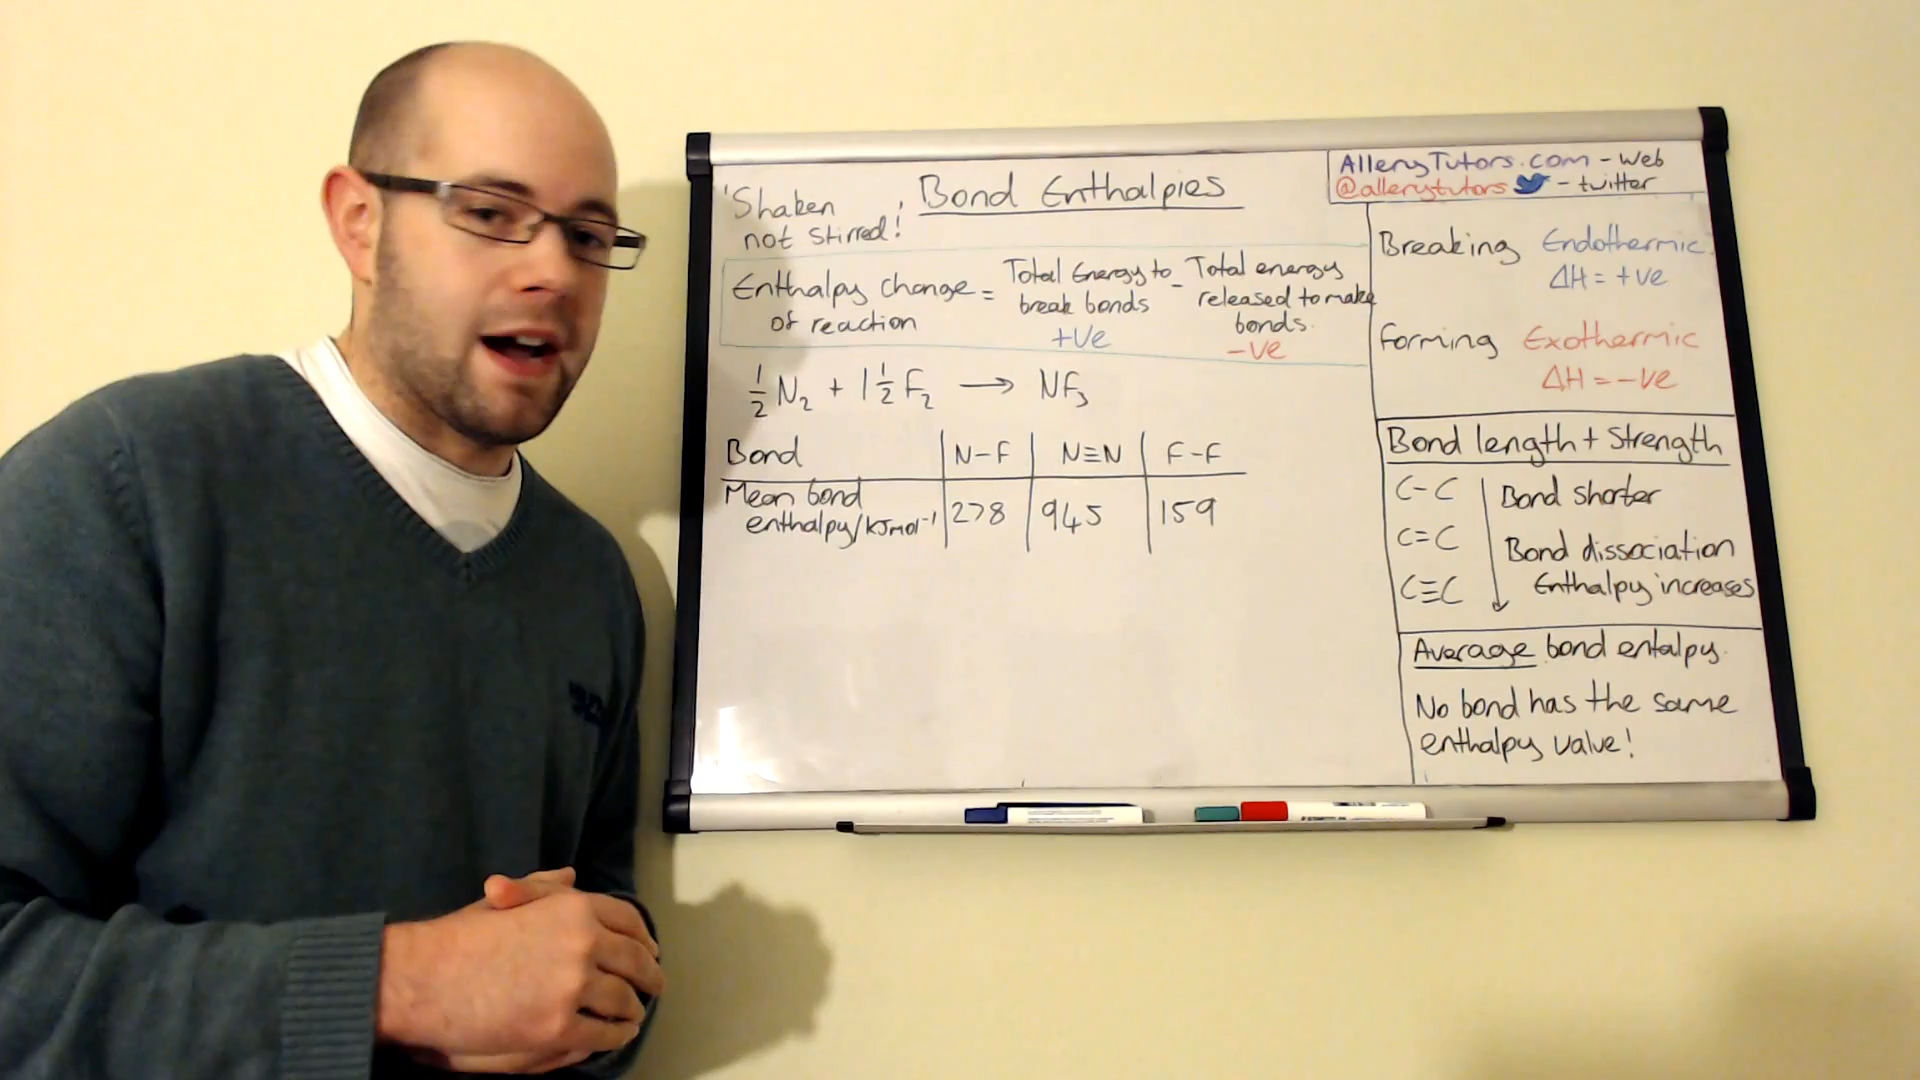 'Shaken
not stirred!'
Bond Enthalpies
AlleryTutors.com - Web
@allerytutors - twitter
Enthalpy change = Total Energy to - Total energy
of reaction break bonds released to make
bonds.
+ve -ve
½N₂ + 1½F₂ → NF₃
Bond N-F N≡N F-F
Mean bond
enthalpy/kJmol⁻¹ 278 945 159
Breaking Endothermic
ΔH = +ve
Forming Exothermic
ΔH = -ve
Bond length + Strength
C-C Bond shorter
C=C Bond dissociation
C≡C Enthalpy increases
Average bond entalpy.
No bond has the same
enthalpy value!